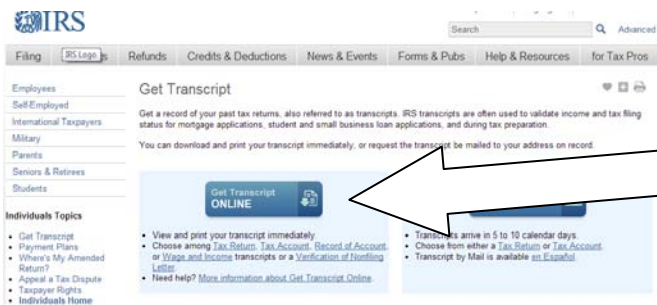 IRS
Search
Advanced
Filing
IRS Logo
Refunds
Credits & Deductions
News & Events
Forms & Pubs
Help & Resources
for Tax Pros
Employees
Self-Employed
International Taxpayers
Military
Parents
Seniors & Retirees
Students
Individuals Topics
• Get Transcript
• Payment Plans
• Where's My Amended
Return?
• Appeal a Tax Dispute
• Taxpayer Rights
• Individuals Home
Get Transcript
Get a record of your past tax returns, also referred to as transcripts. IRS transcripts are often used to validate income and tax filing
status for mortgage applications, student and small business loan applications, and during tax preparation.
You can download and print your transcript immediately, or request the transcript be mailed to your address on record.
Get Transcript
ONLINE
• View and print your transcript immediately.
• Choose among Tax Return, Tax Account, Record of Account,
or Wage and Income transcripts or a Verification of Nonfiling
Letter.
• Need help? More information about Get Transcript Online.
• Transcripts arrive in 5 to 10 calendar days.
• Choose from either a Tax Return or Tax Account.
• Transcript by Mail is available en Español.